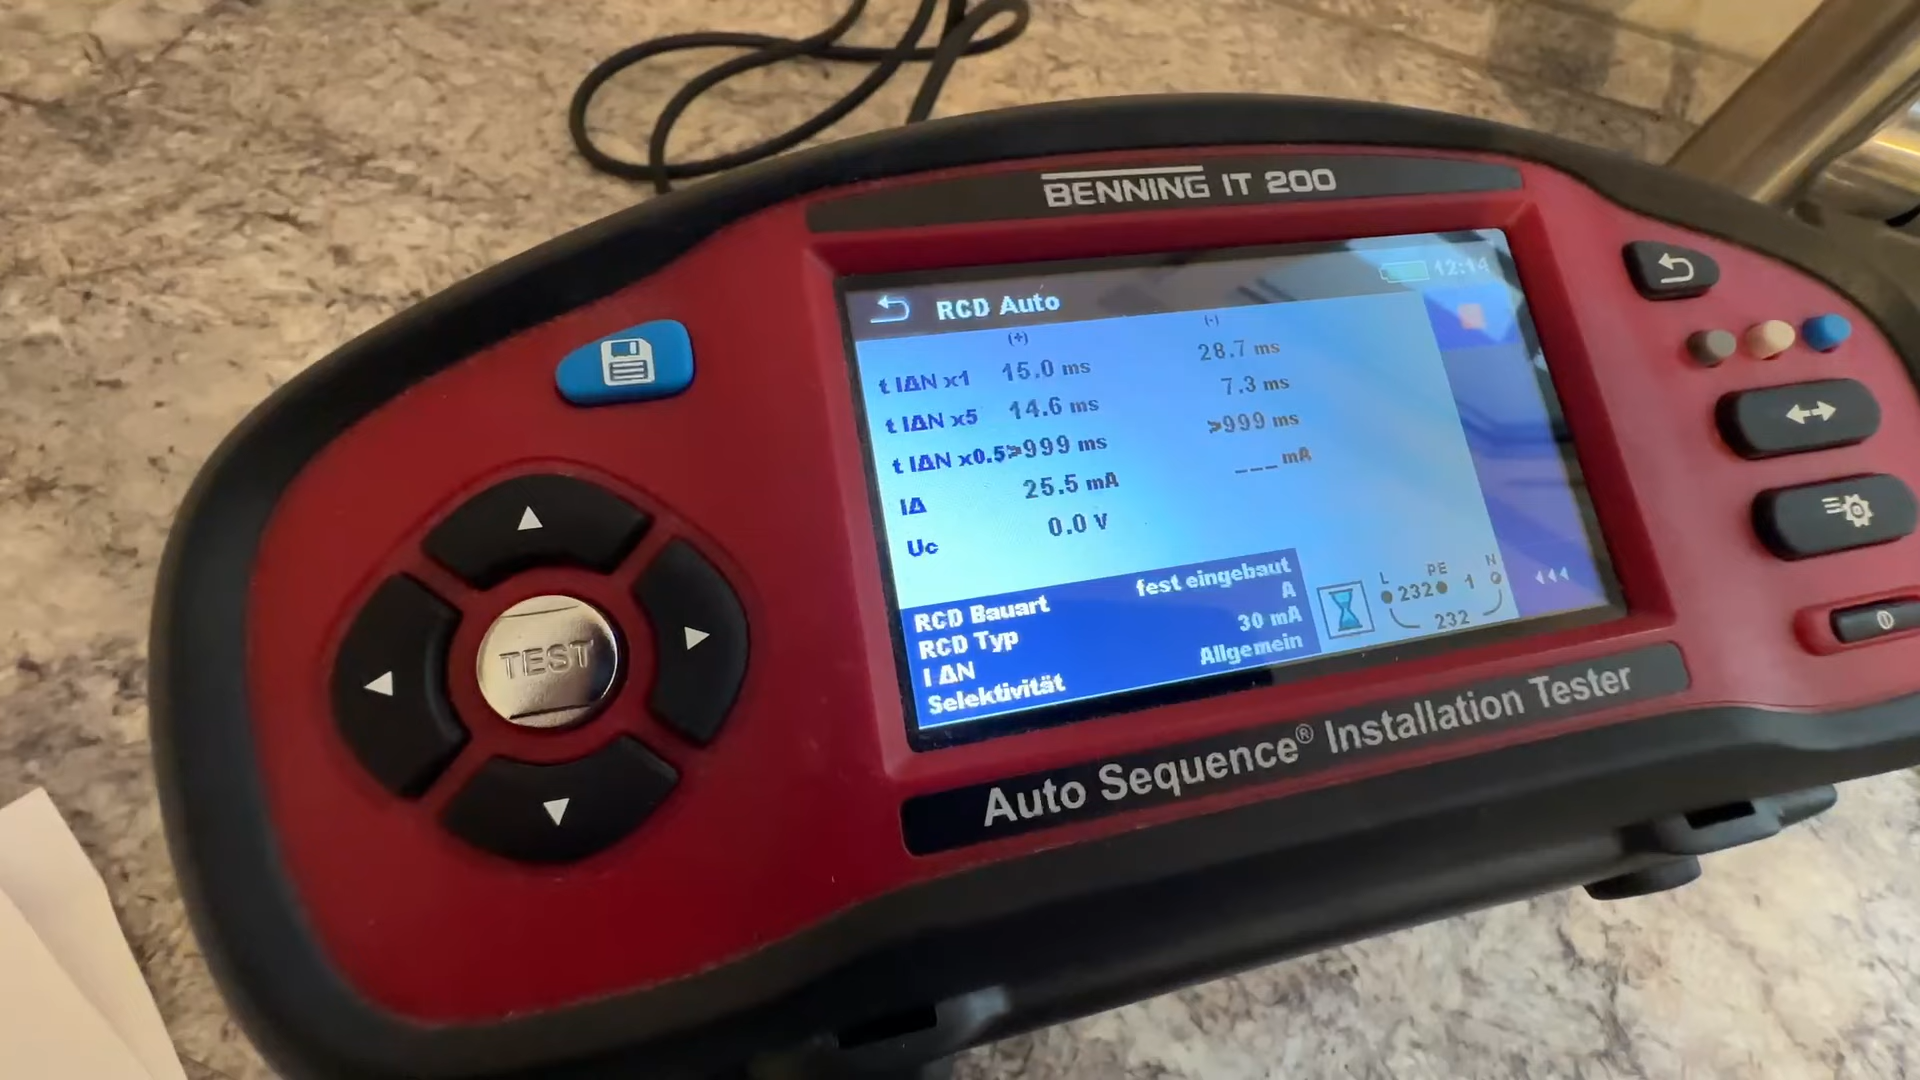 BENNING IT 200
RCD Auto
12:14
(+) (-)
t IΔN x1 15.0 ms 28.7 ms
t IΔN x5 14.6 ms 7.3 ms
t IΔN x0.5 >999 ms >999 ms
IΔ 25.5 mA ___mA
Uc 0.0 V
RCD Bauart fest eingebaut
RCD Typ A
I ΔN 30 mA
Selektivität Allgemein
L PE N
232 1
232
TEST
Auto Sequence® Installation Tester